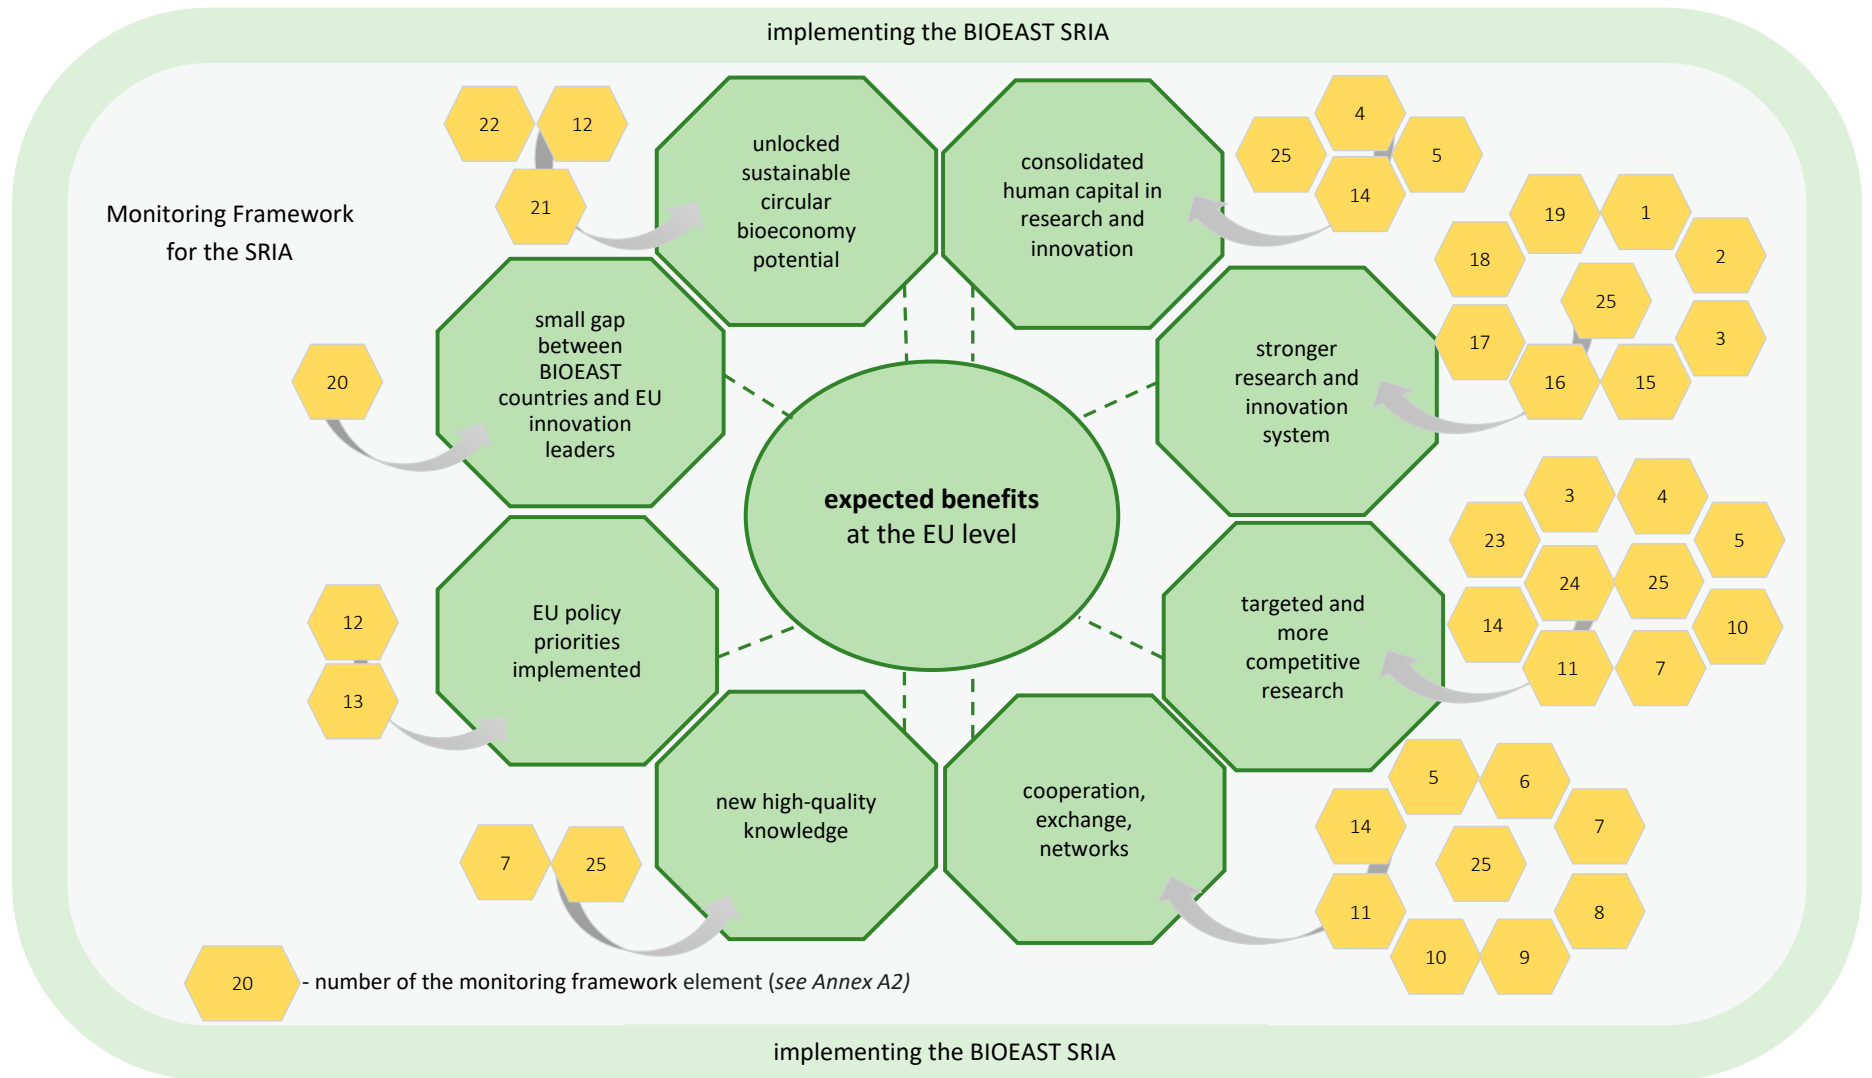 implementing the BIOEAST SRIA
Monitoring Framework
for the SRIA
22
12
21
unlocked
sustainable
circular
bioeconomy
potential
consolidated
human capital in
research and
innovation
4
25
5
14
19
1
18
2
25
17
3
16
15
stronger
research and
innovation
system
small gap
between
BIOEAST
countries and EU
innovation
leaders
20
expected benefits
at the EU level
3
4
23
5
24
25
14
10
11
7
targeted and
more
competitive
research
EU policy
priorities
implemented
12
13
new high-quality
knowledge
7
25
cooperation,
exchange,
networks
5
6
14
7
25
11
8
10
9
20
- number of the monitoring framework element (see Annex A2)
implementing the BIOEAST SRIA